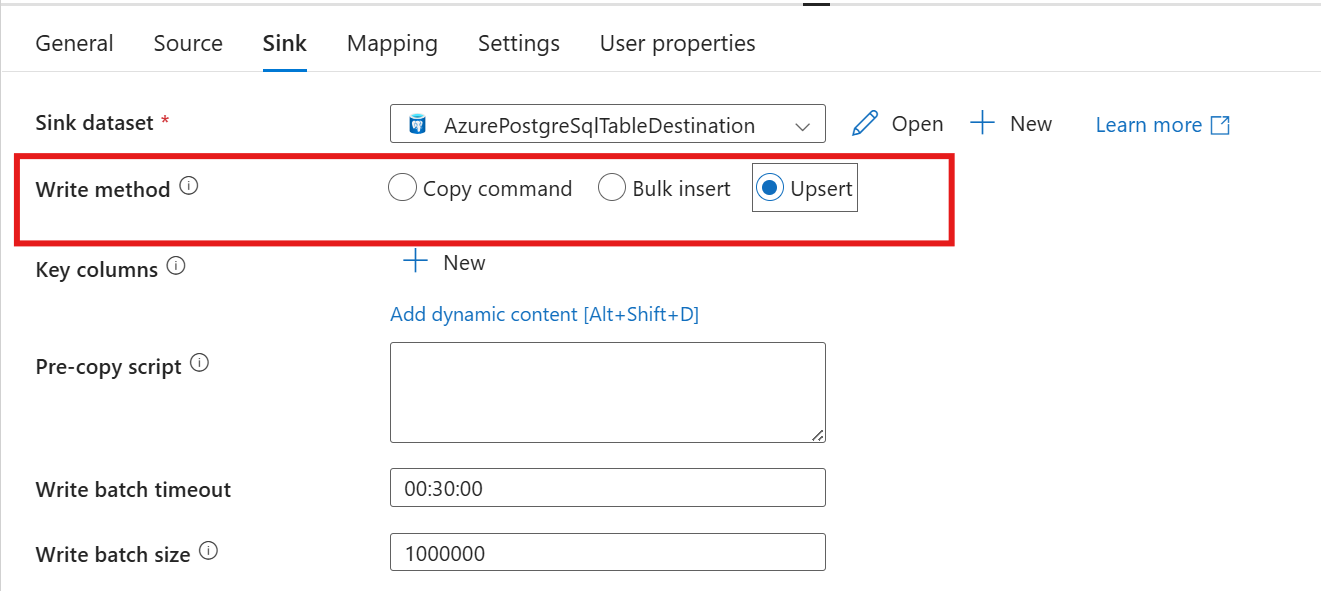 General Source Sink Mapping Settings User properties
Sink dataset * AzurePostgreSqlTableDestination Open New Learn more
Write method Copy command Bulk insert Upsert
Key columns New
Add dynamic content [Alt+Shift+D]
Pre-copy script
Write batch timeout 00:30:00
Write batch size 1000000